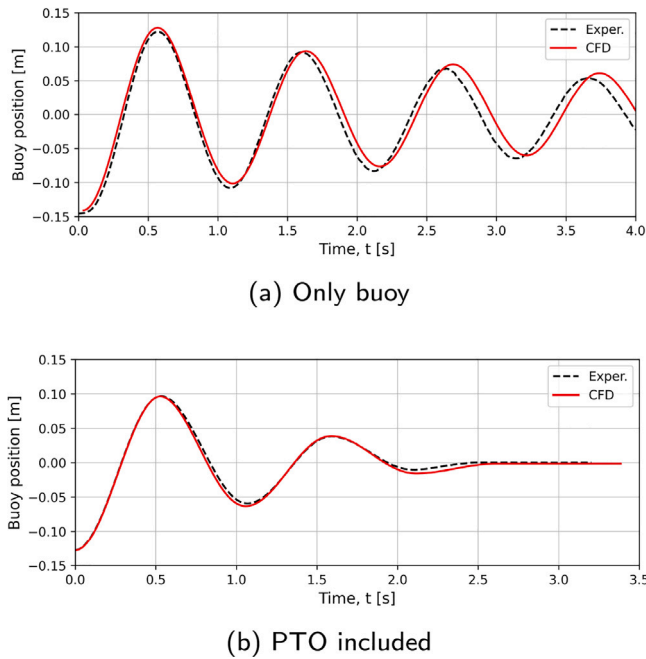 0.15
0.10
0.05
0.00
−0.05
−0.10
−0.15
Buoy position [m]
Exper.
CFD
0.0 0.5 1.0 1.5 2.0 2.5 3.0 3.5 4.0
Time, t [s]
(a) Only buoy
0.15
0.10
0.05
0.00
−0.05
−0.10
−0.15
Buoy position [m]
Exper.
CFD
0.0 0.5 1.0 1.5 2.0 2.5 3.0 3.5
Time, t [s]
(b) PTO included